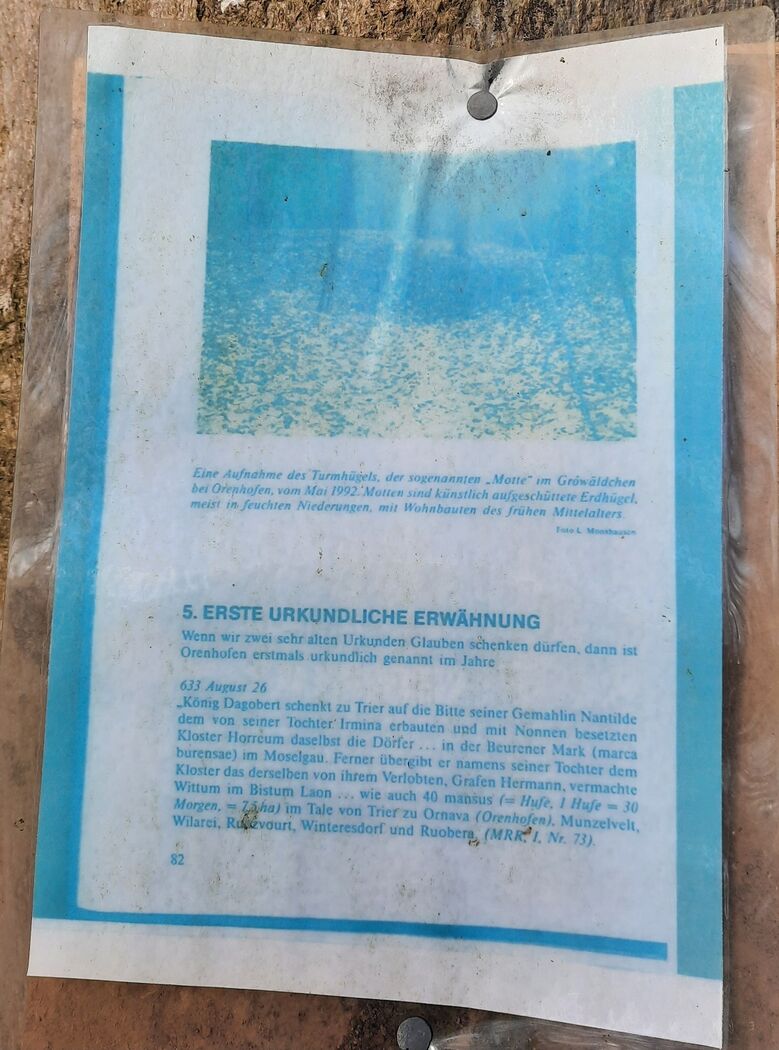 Eine Aufnahme des Turmhügels, der sogenannten „Motte“ im Gröwäldchen
bei Orenhofen, vom Mai 1992. Motten sind künstlich aufgeschüttete Erdhügel,
meist in feuchten Niederungen, mit Wohnbauten des frühen Mittelalters.
Foto L. Monshausen
5. ERSTE URKUNDLICHE ERWÄHNUNG
Wenn wir zwei sehr alten Urkunden Glauben schenken dürfen, dann ist
Orenhofen erstmals urkundlich genannt im Jahre
633 August 26
„König Dagobert schenkt zu Trier auf die Bitte seiner Gemahlin Nantilde
dem von seiner Tochter Irmina erbauten und mit Nonnen besetzten
Kloster Horreum daselbst die Dörfer ... in der Beurener Mark (marca
burensae) im Moselgau. Ferner übergibt er namens seiner Tochter dem
Kloster das derselben von ihrem Verlobten, Grafen Hermann, vermachte
Wittum im Bistum Laon ... wie auch 40 mansus (= Hufe, 1 Hufe = 30
Morgen, = 7,5 ha) im Tale von Trier zu Ornava (Orenhofen), Munzelvelt,
Wilarei, Winteresdorf und Ruobera. (MRR, I, Nr. 73).
82